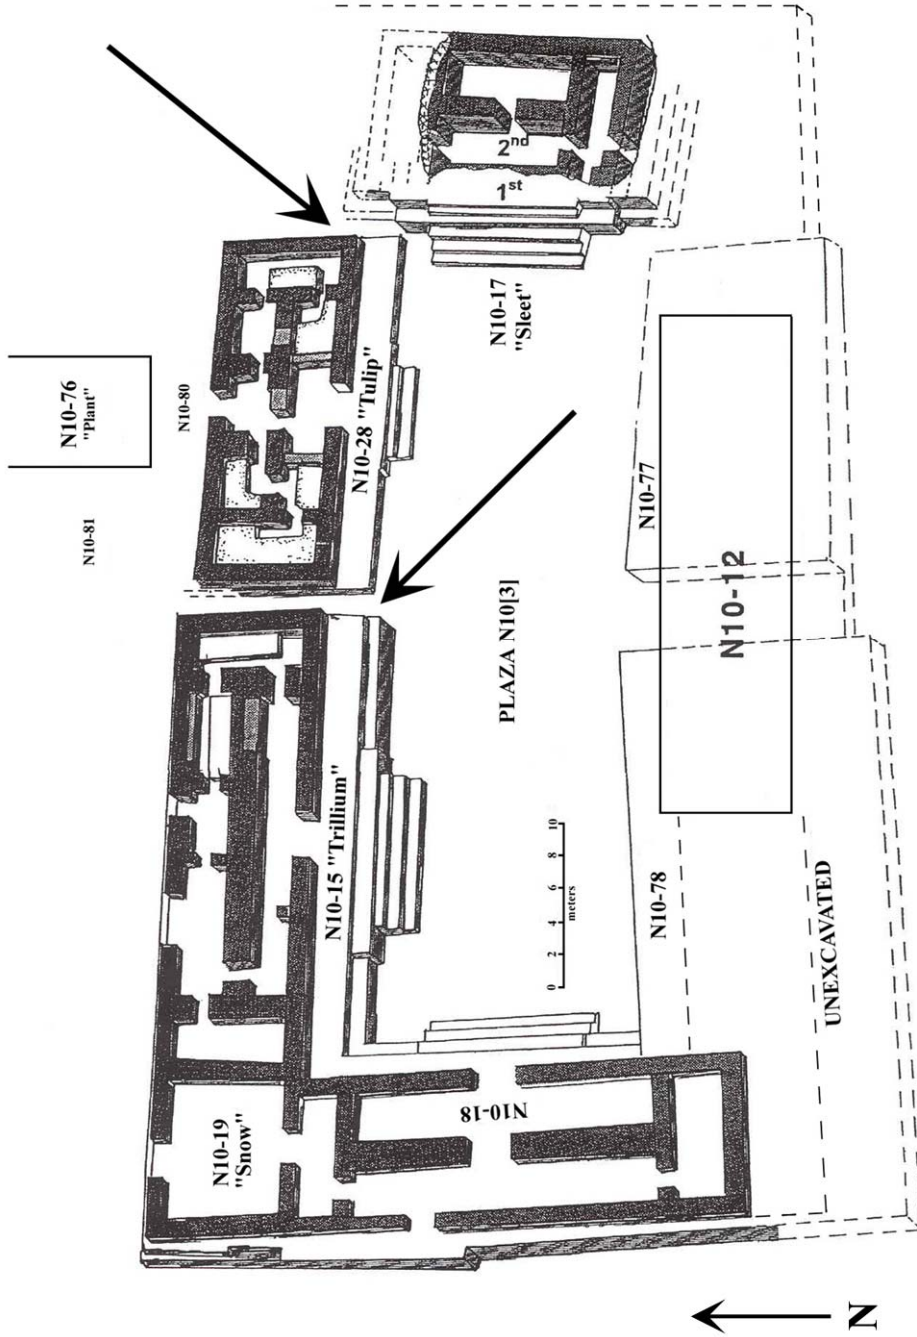 N10-76
"Plant"
N10-81
N10-80
N10-28 "Tulip"
2nd
1st
N10-17
"Sleet"
N10-19
"Snow"
N10-15 "Trillium"
N10-18
PLAZA N10[3]
0 2 4 6 8 10
meters
N10-77
N10-12
N10-78
UNEXCAVATED
N